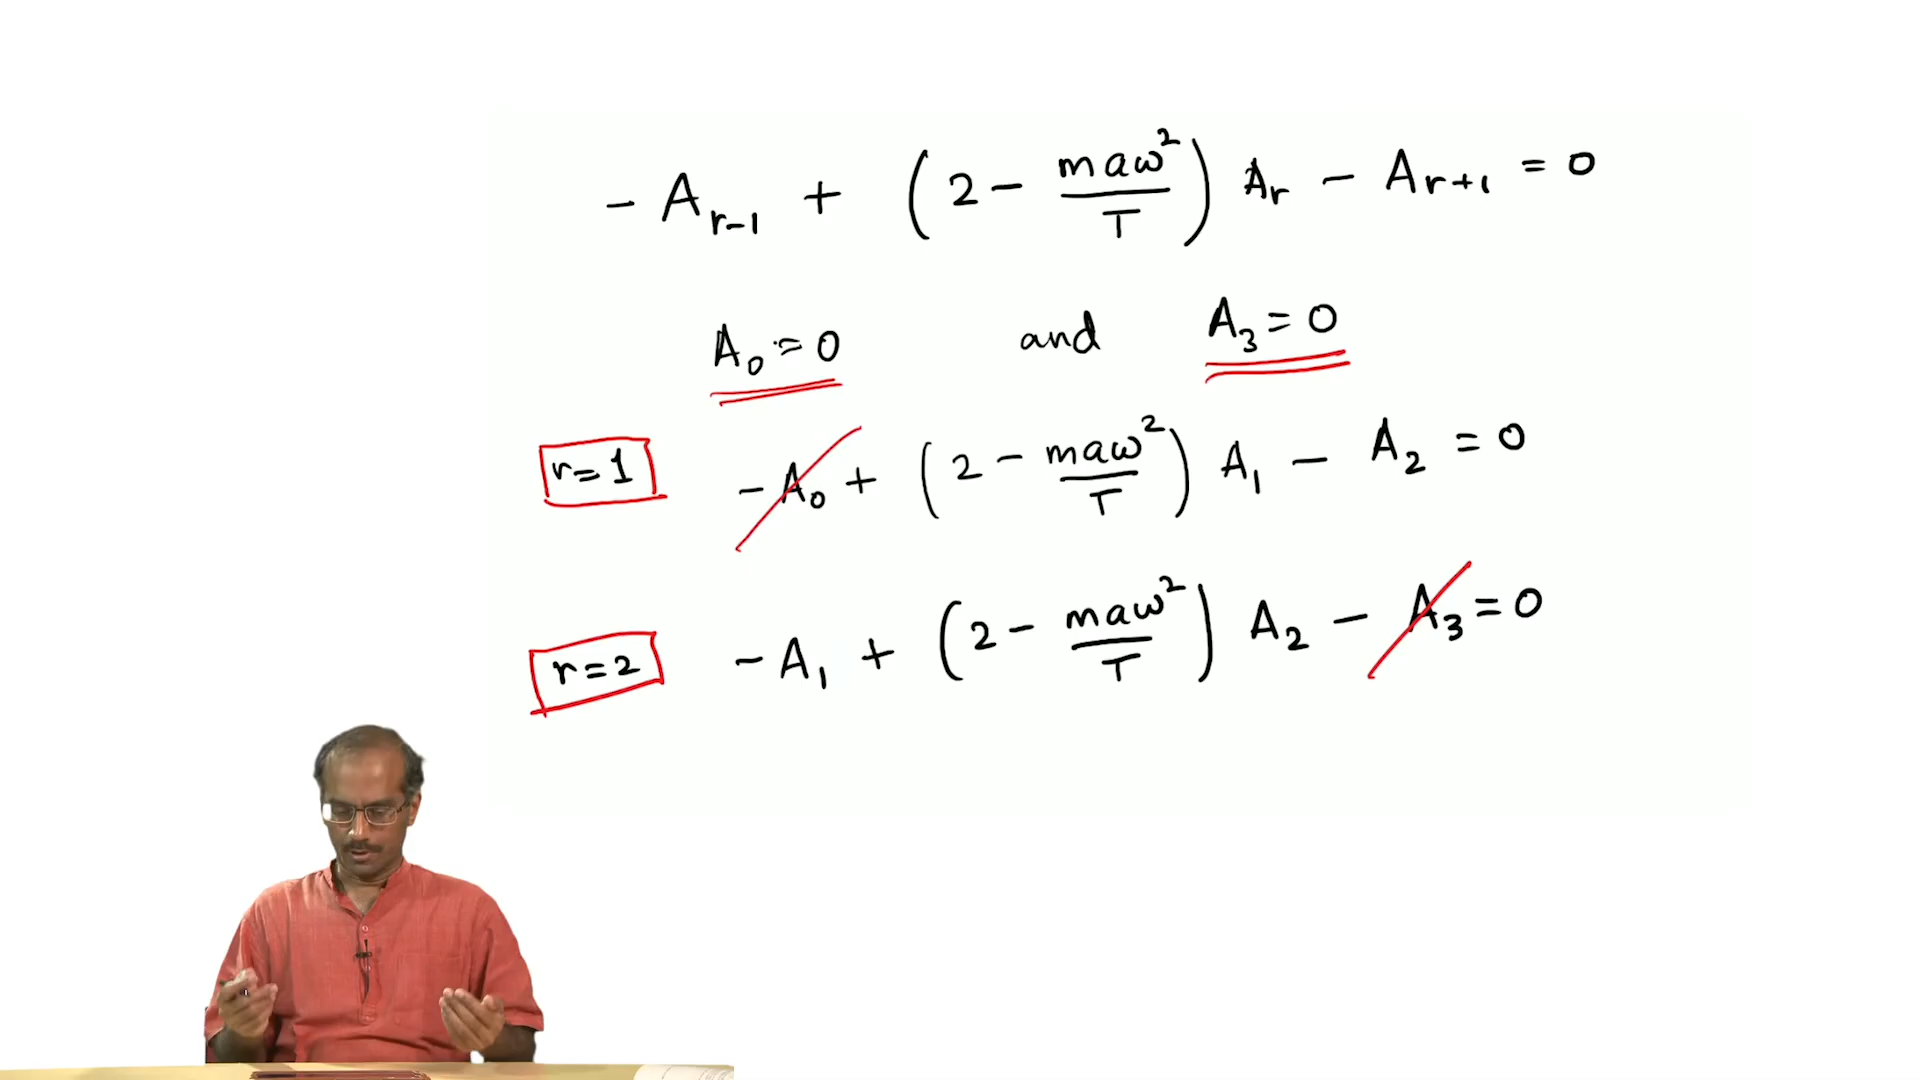 - A_{r-1} + (2 - maω²/T) A_r - A_{r+1} = 0
A_0 = 0 and A_3 = 0
r = 1 - A_0 + (2 - maω²/T) A_1 - A_2 = 0
r = 2 - A_1 + (2 - maω²/T) A_2 - A_3 = 0